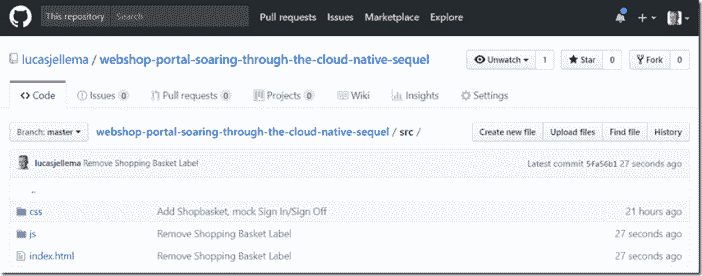 This repository Search Pull requests Issues Marketplace Explore
lucasjellema / webshop-portal-soaring-through-the-cloud-native-sequel Unwatch 1 Star 0 Fork 0
Code Issues 0 Pull requests 0 Projects 0 Wiki Insights Settings
Branch: master webshop-portal-soaring-through-the-cloud-native-sequel / src / Create new file Upload files Find file History
lucasjellema Remove Shopping Basket Label Latest commit 5fa56b1 27 seconds ago
..
css Add Shopbasket, mock Sign In/Sign Off 21 hours ago
js Remove Shopping Basket Label 27 seconds ago
index.html Remove Shopping Basket Label 27 seconds ago